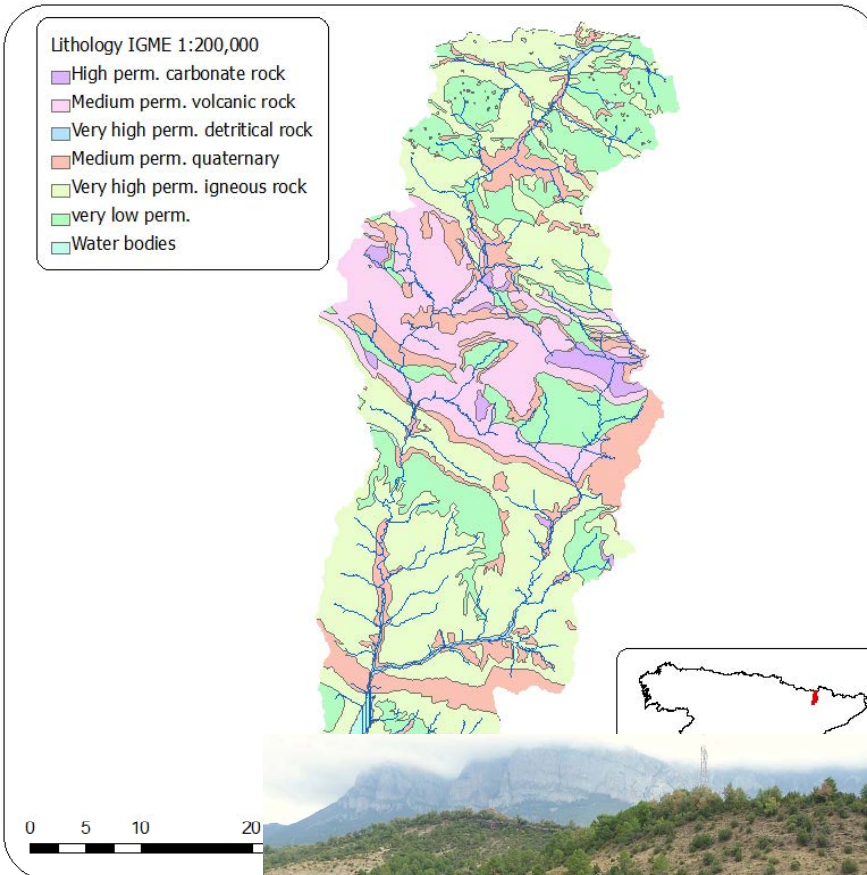 Lithology IGME 1:200,000
High perm. carbonate rock
Medium perm. volcanic rock
Very high perm. detritical rock
Medium perm. quaternary
Very high perm. igneous rock
very low perm.
Water bodies
0 5 10 20